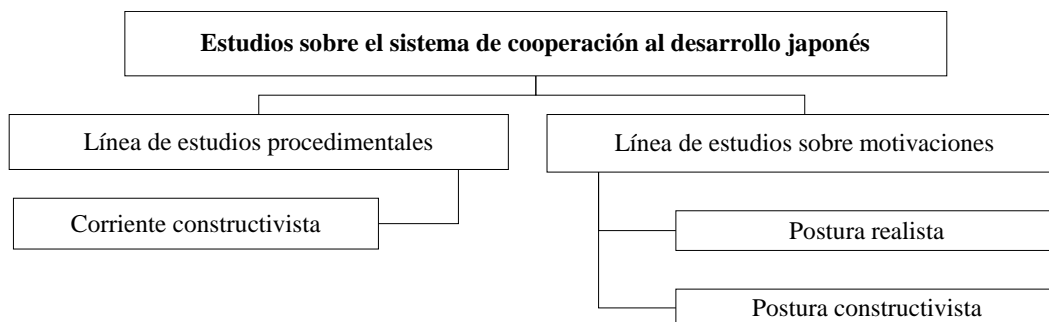 Estudios sobre el sistema de cooperación al desarrollo japonés
Línea de estudios procedimentales
Línea de estudios sobre motivaciones
Corriente constructivista
Postura realista
Postura constructivista